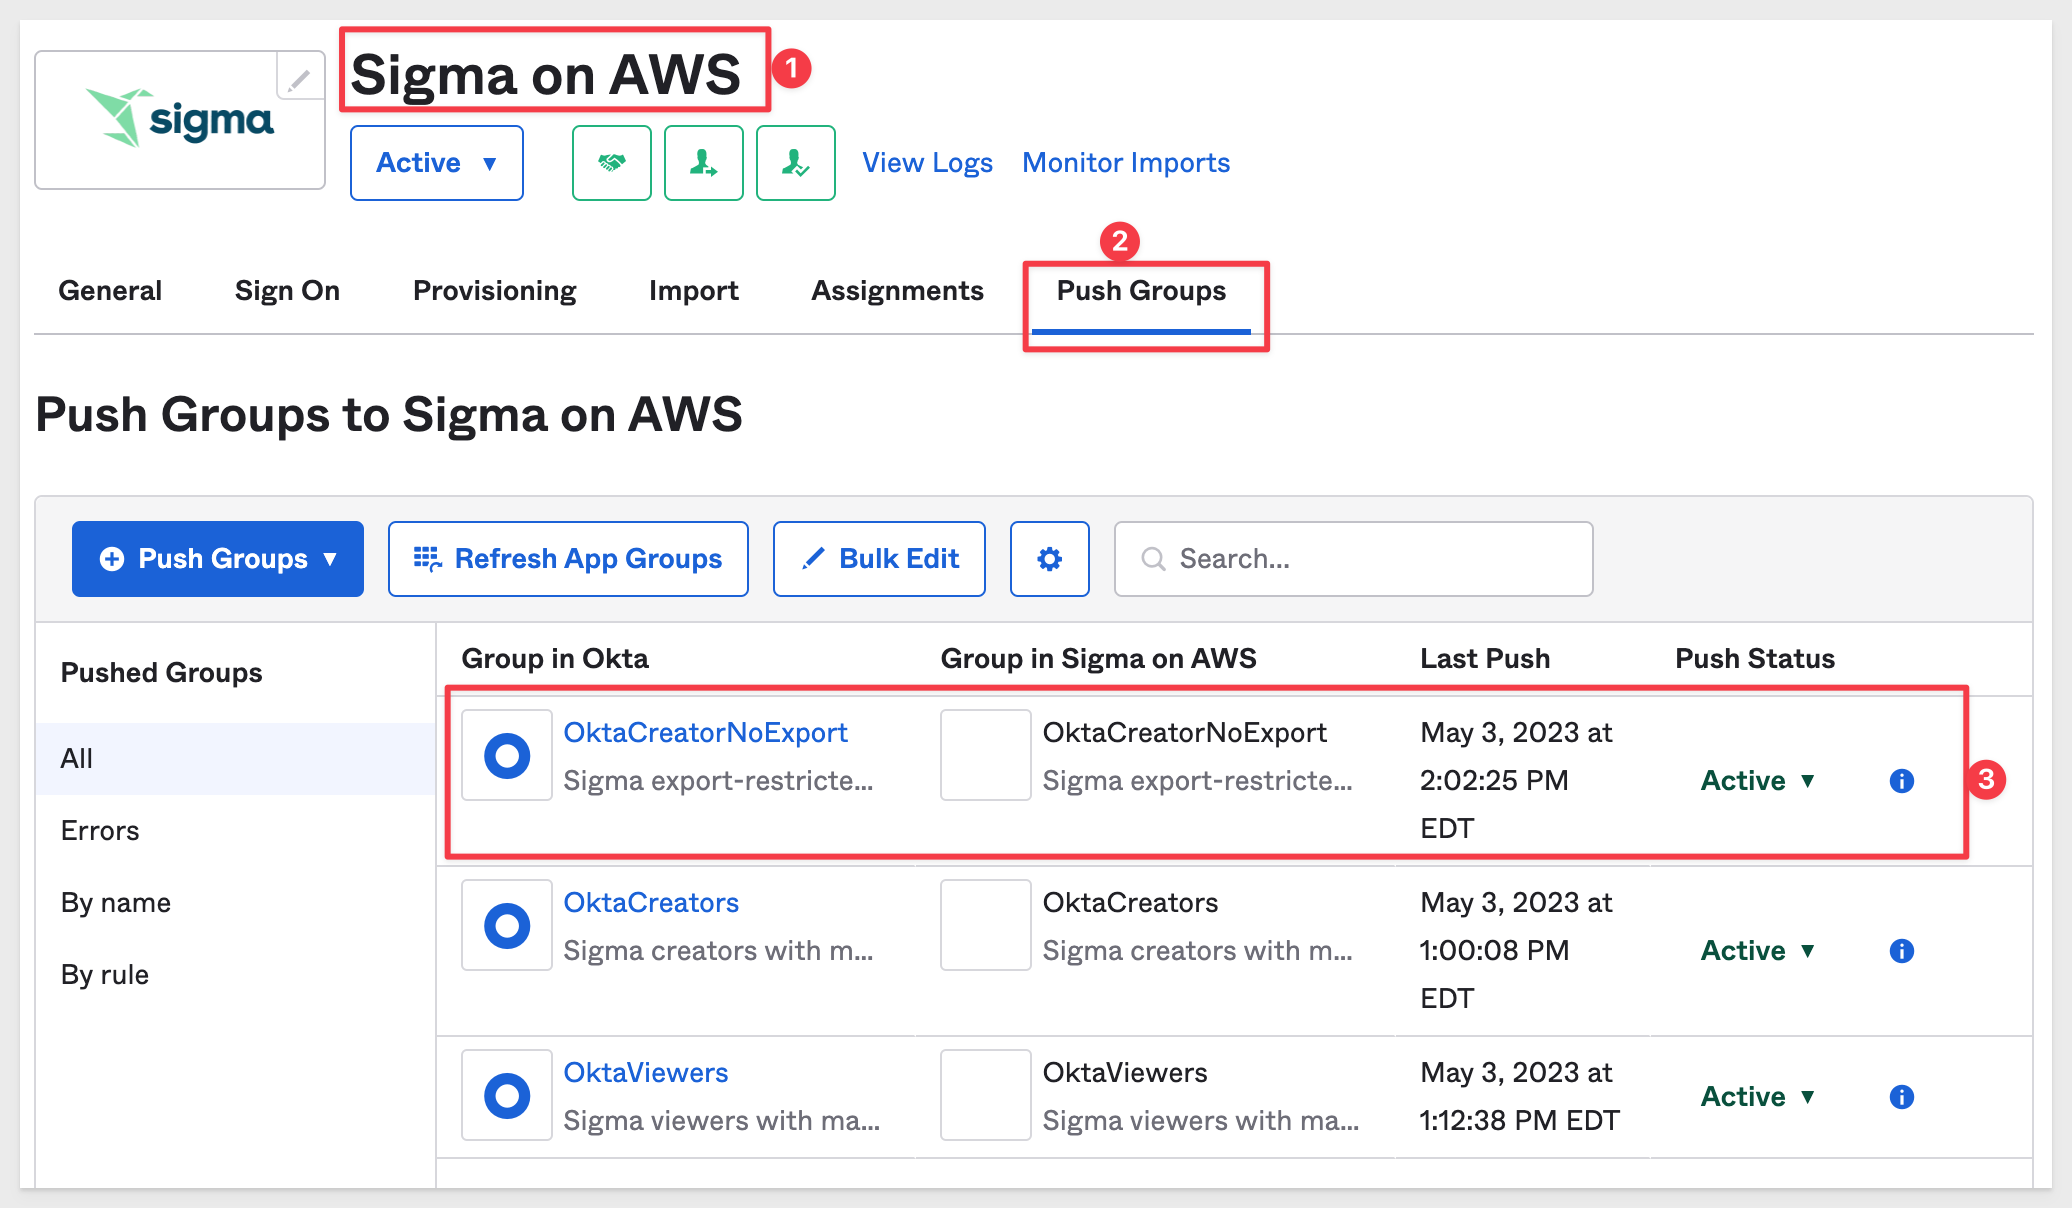 sigma
Sigma on AWS
1
Active ▼
View Logs
Monitor Imports
2
General
Sign On
Provisioning
Import
Assignments
Push Groups
Push Groups to Sigma on AWS
Push Groups ▼
Refresh App Groups
Bulk Edit
Search...
Pushed Groups
All
Errors
By name
By rule
Group in Okta
Group in Sigma on AWS
Last Push
Push Status
OktaCreatorNoExport
Sigma export-restricte...
OktaCreatorNoExport
Sigma export-restricte...
May 3, 2023 at
2:02:25 PM
EDT
Active ▼
3
OktaCreators
Sigma creators with m...
OktaCreators
Sigma creators with m...
May 3, 2023 at
1:00:08 PM
EDT
Active ▼
OktaViewers
Sigma viewers with ma...
OktaViewers
Sigma viewers with ma...
May 3, 2023 at
1:12:38 PM EDT
Active ▼